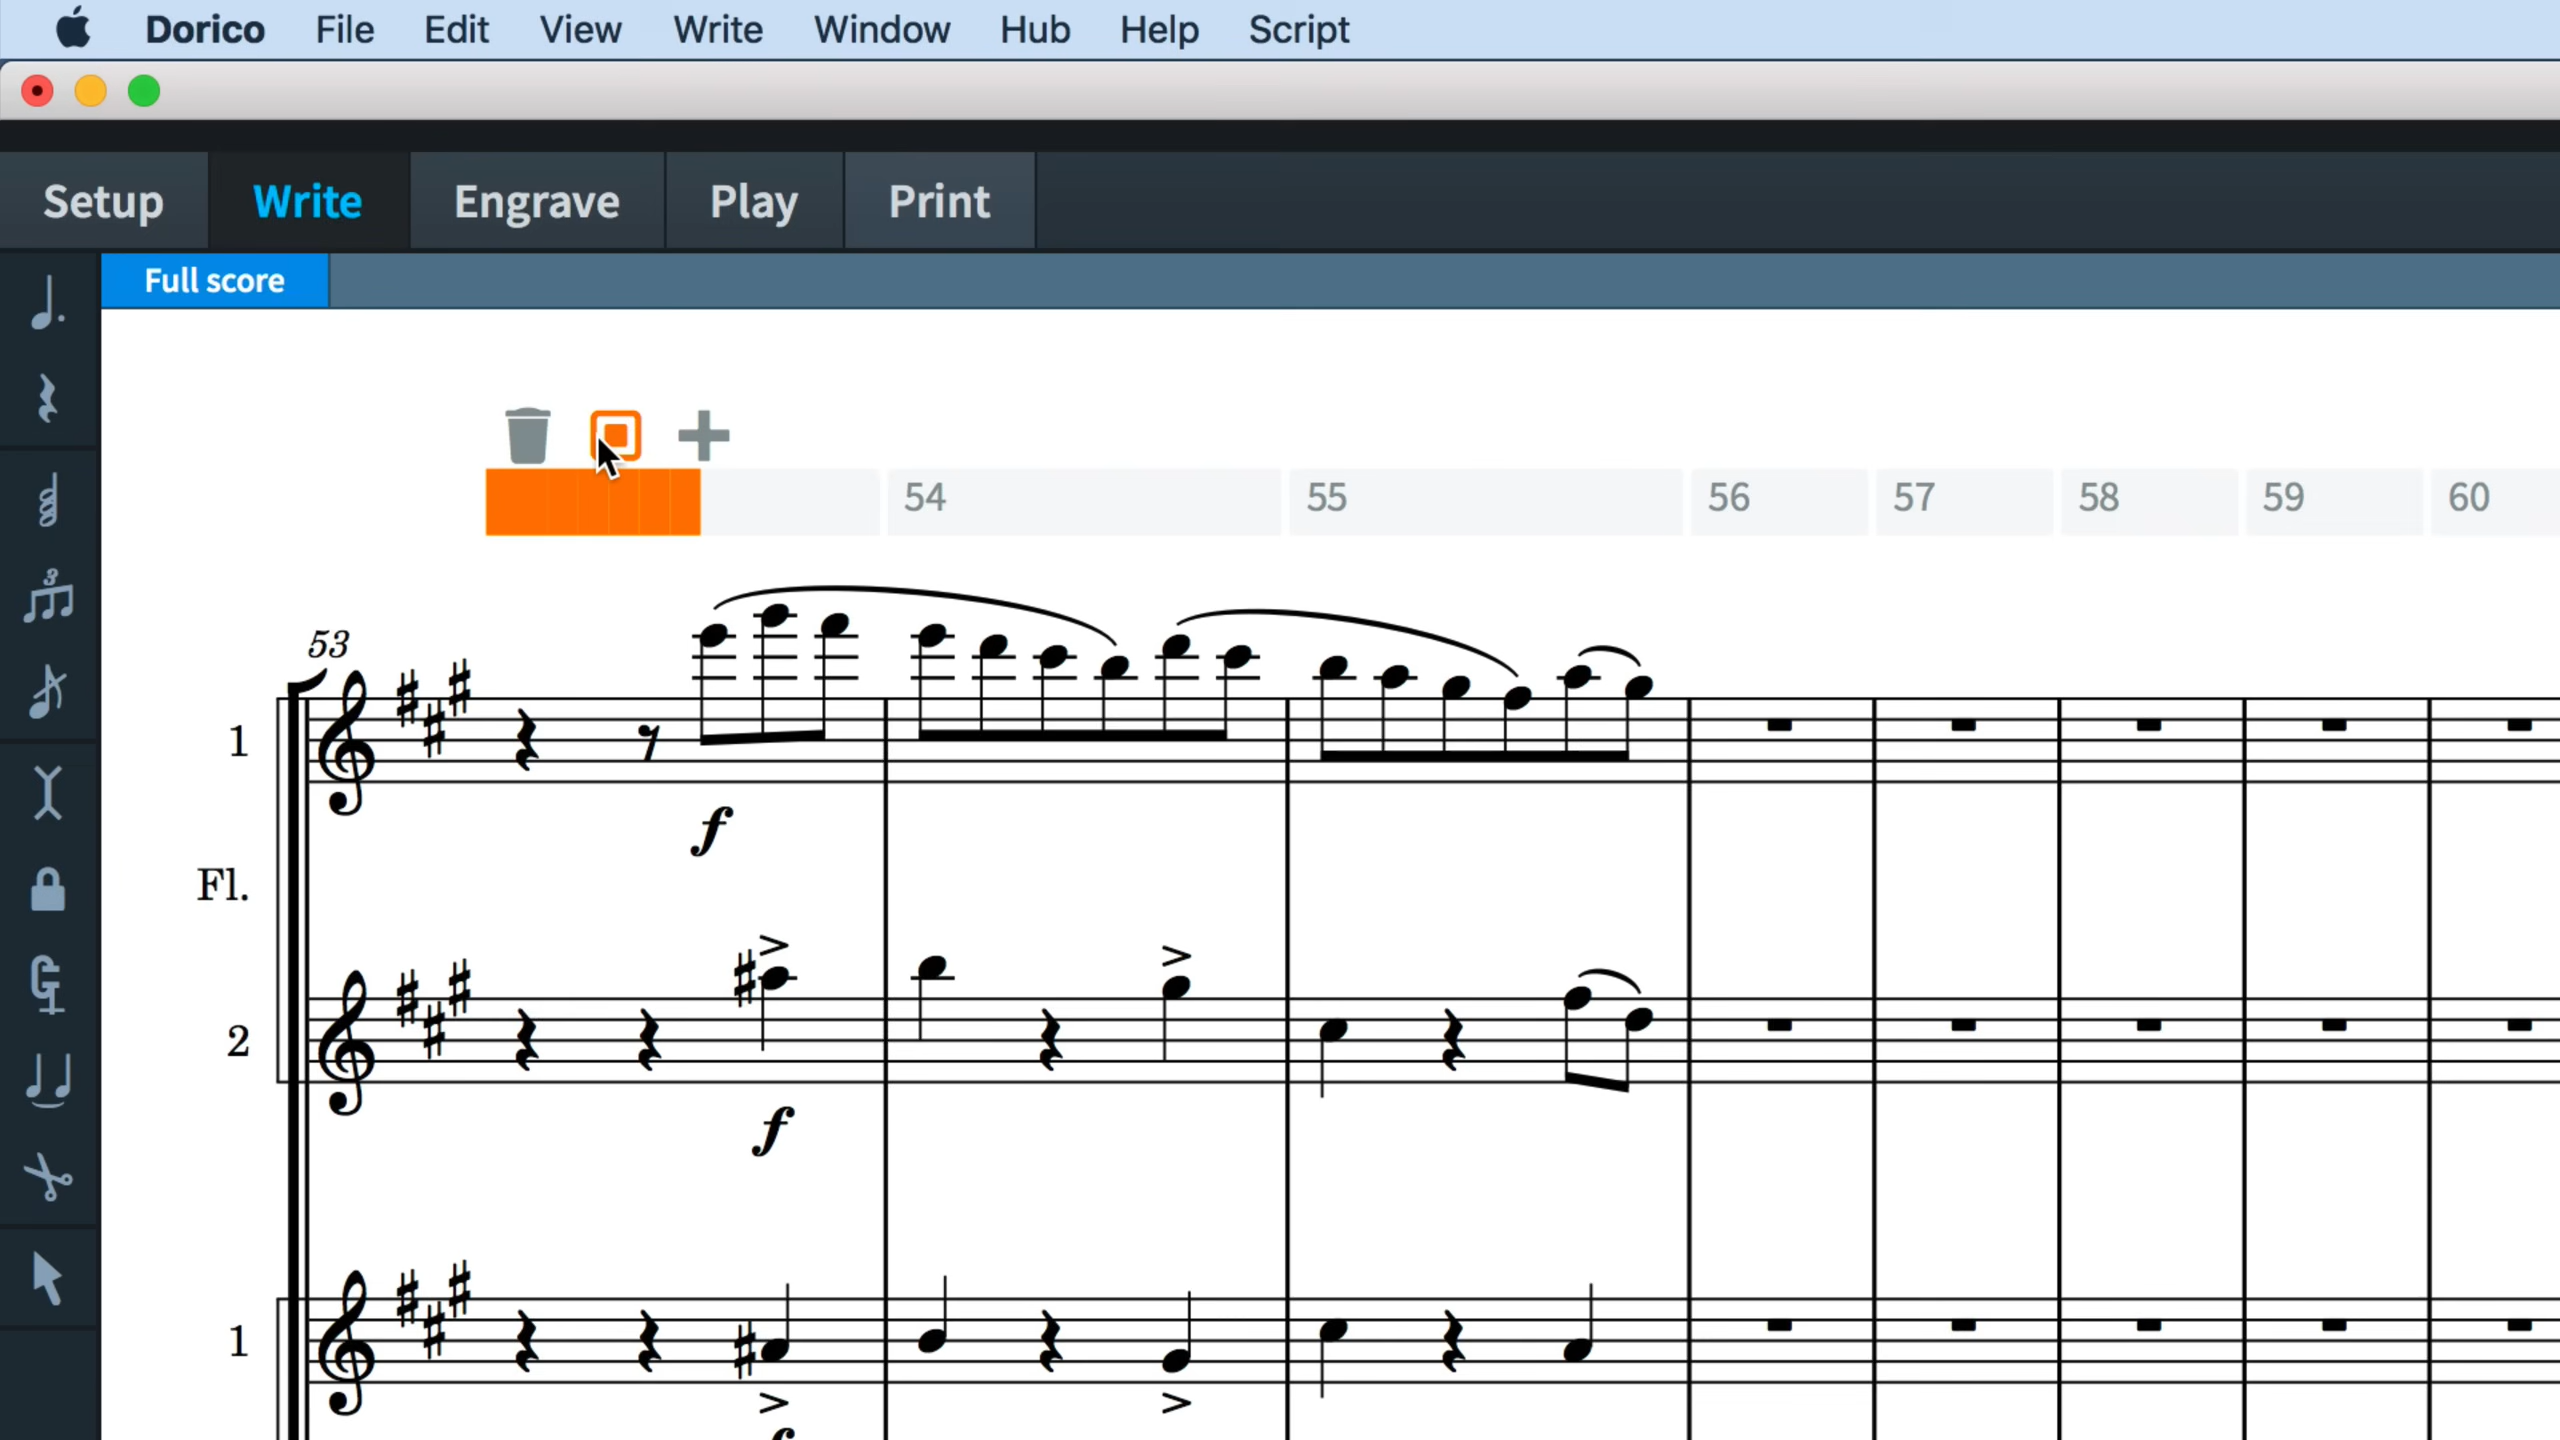 Dorico File Edit View Write Window Hub Help Script
Setup Write Engrave Play Print
Full score
54 55 56 57 58 59 60
53
1
f
Fl.
2
f
1